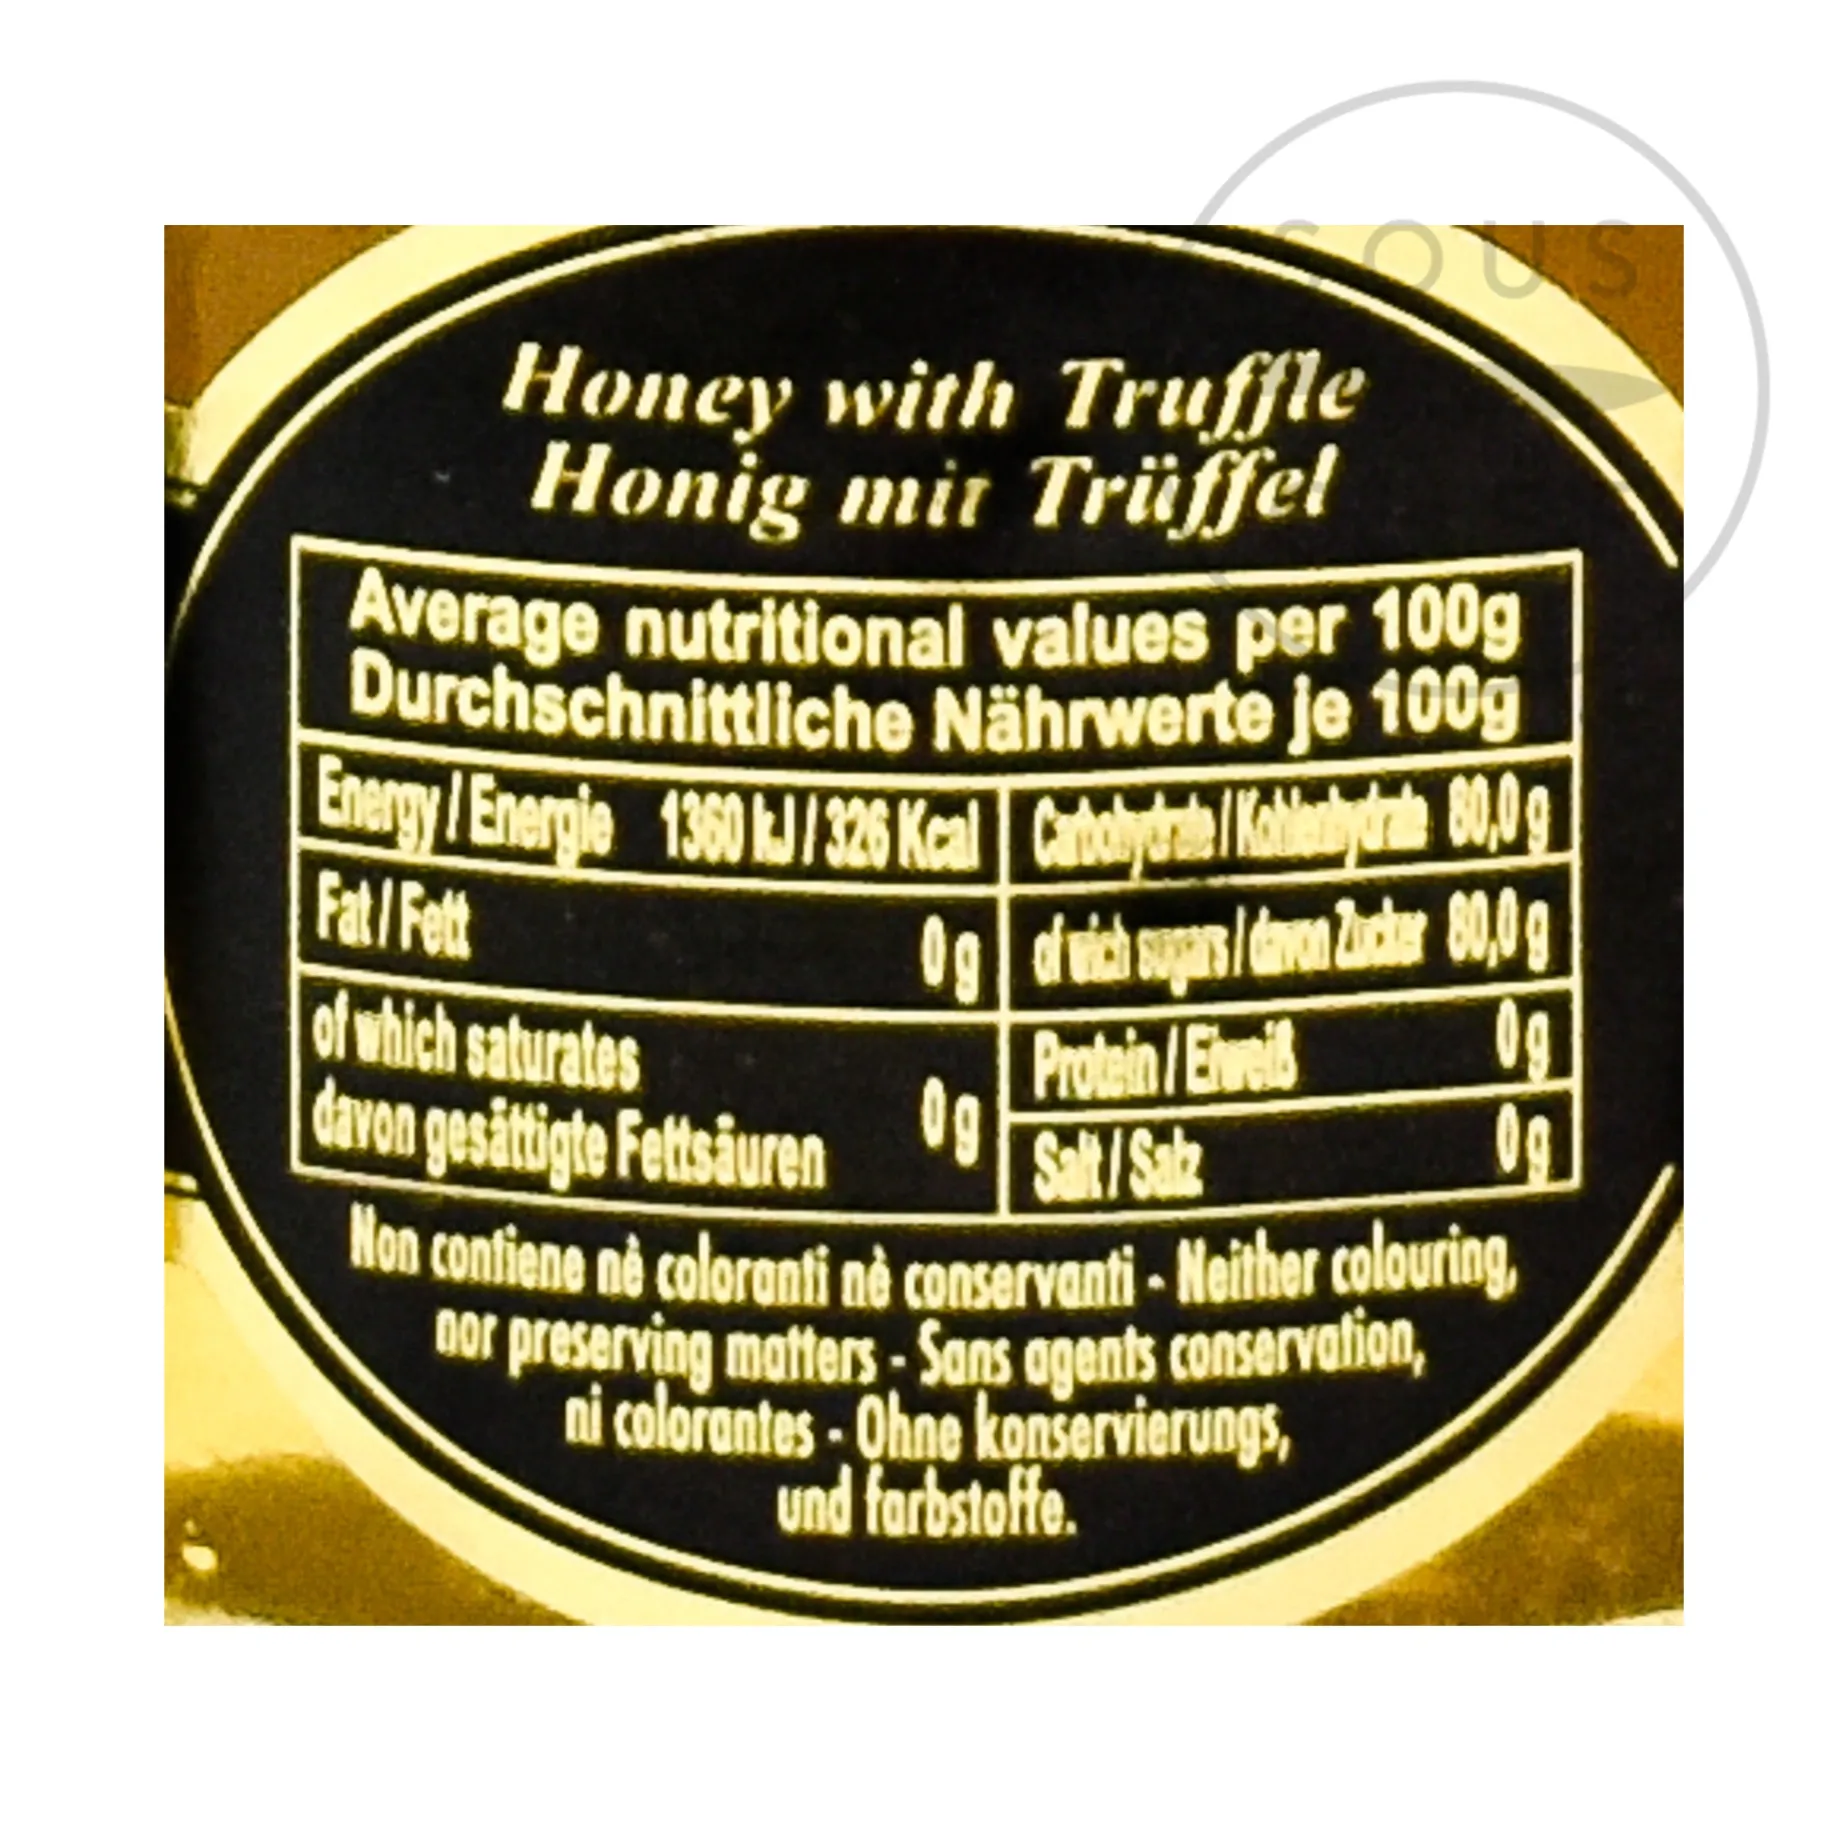 SOUS
Honey with Truffle
Honig mit Trüffel
Average nutritional values per 100g
Durchschnittliche Nährwerte je 100g
Energy / Energie 1360 kJ / 326 Kcal
Carbohydrate / Kohlenhydrate 80,0 g
Fat / Fett 0 g
of wich sugars / davon Zucker 80,0 g
of which saturates
davon gesättigte Fettsäuren 0 g
Protein / Eiweiß 0 g
Salt / Salz 0 g
Non contiene nè coloranti nè conservanti - Neither colouring,
nor preserving matters - Sans agents conservation,
ni colorantes - Ohne konservierungs,
und farbstoffe.